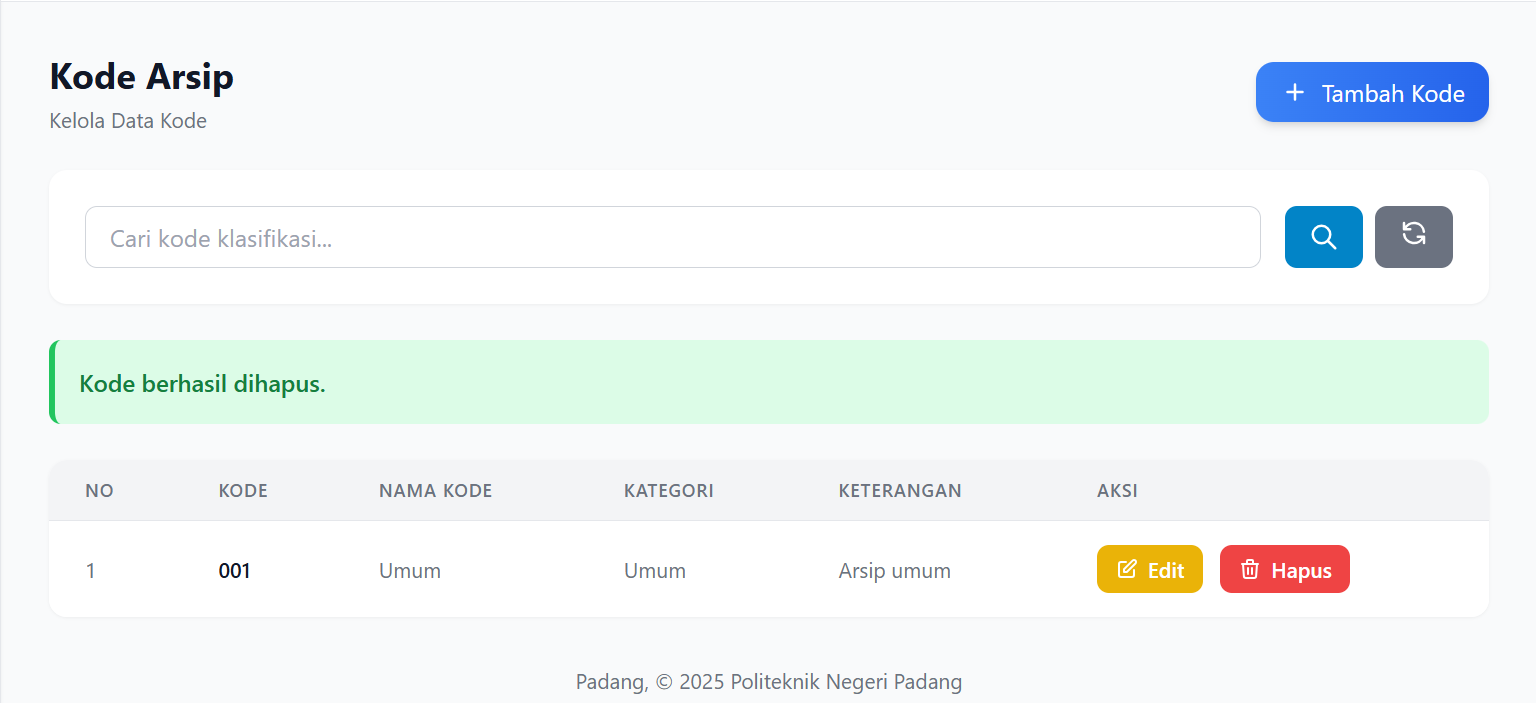 Kode Arsip
Kelola Data Kode
Tambah Kode
Cari kode klasifikasi...
Kode berhasil dihapus.
NO KODE NAMA KODE KATEGORI KETERANGAN AKSI
1 001 Umum Umum Arsip umum Edit Hapus
Padang, © 2025 Politeknik Negeri Padang